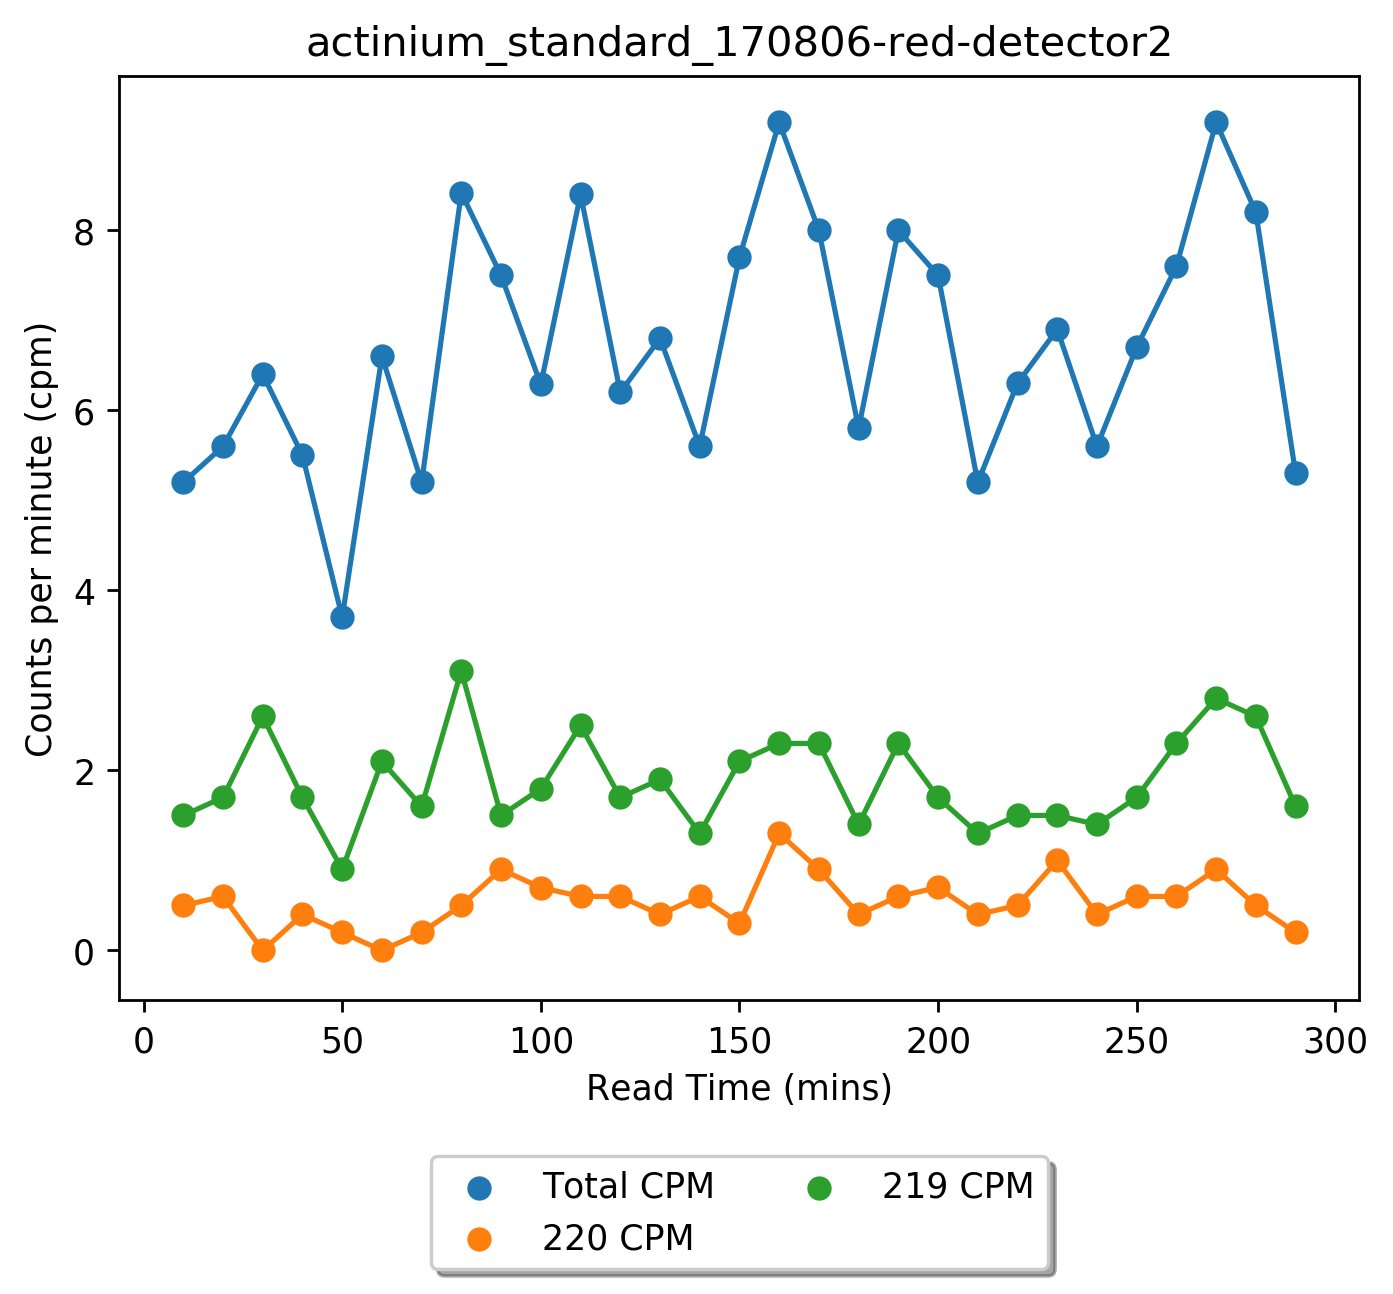 actinium_standard_170806-red-detector2
Counts per minute (cpm)
8
6
4
2
0
0 50 100 150 200 250 300
Read Time (mins)
Total CPM 219 CPM
220 CPM